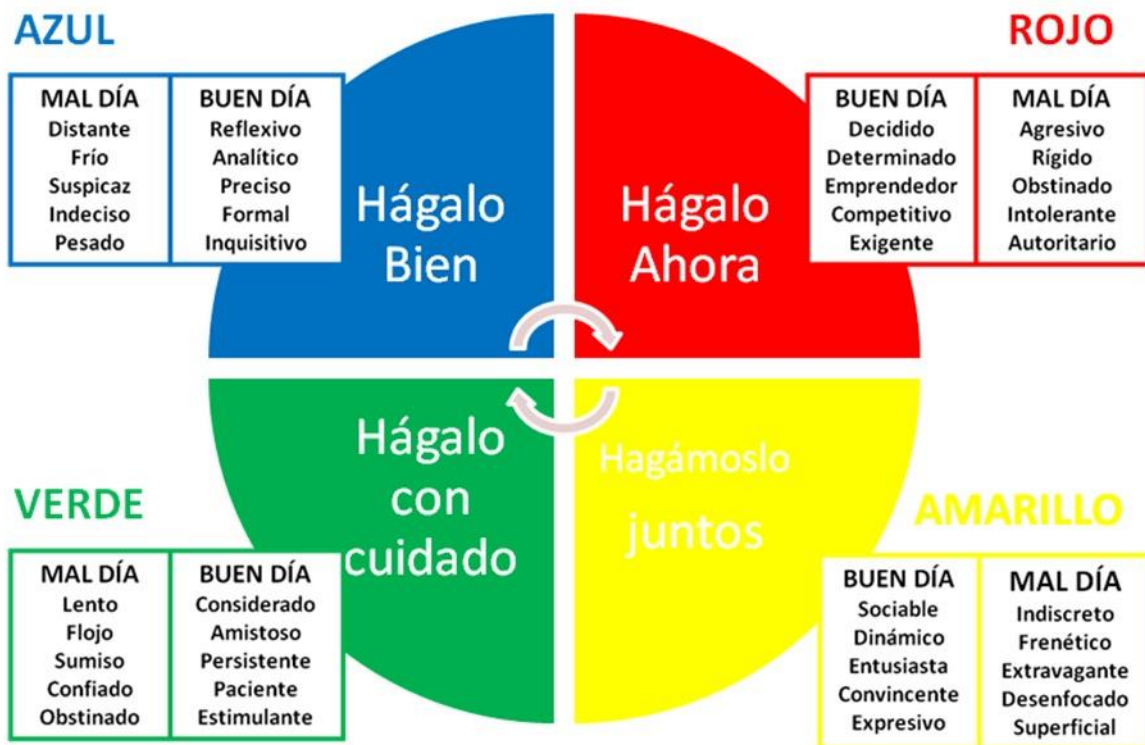 AZUL
MAL DÍA
Distante
Frío
Suspicaz
Indeciso
Pesado
BUEN DÍA
Reflexivo
Analítico
Preciso
Formal
Inquisitivo
Hágalo
Bien
ROJO
Hágalo
Ahora
BUEN DÍA
Decidido
Determinado
Emprendedor
Competitivo
Exigente
MAL DÍA
Agresivo
Rígido
Obstinado
Intolerante
Autoritario
VERDE
MAL DÍA
Lento
Flojo
Sumiso
Confiado
Obstinado
BUEN DÍA
Considerado
Amistoso
Persistente
Paciente
Estimulante
Hágalo
con
cuidado
Hagámoslo
juntos
AMARILLO
BUEN DÍA
Sociable
Dinámico
Entusiasta
Convincente
Expresivo
MAL DÍA
Indiscreto
Frenético
Extravagante
Desenfocado
Superficial